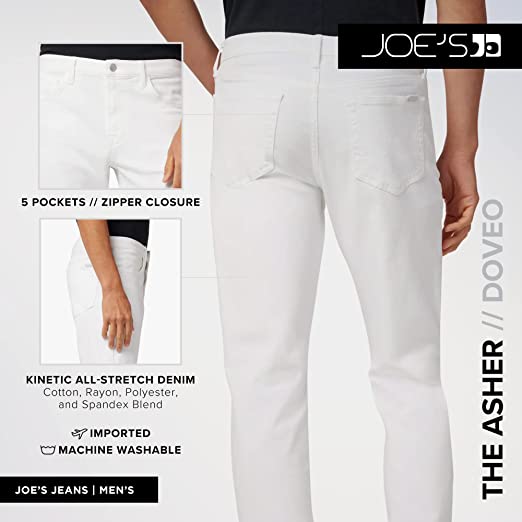 JOE'S
5 POCKETS // ZIPPER CLOSURE
KINETIC ALL-STRETCH DENIM
Cotton, Rayon, Polyester,
and Spandex Blend
IMPORTED
MACHINE WASHABLE
JOE'S JEANS | MEN'S
THE ASHER // DOVEO